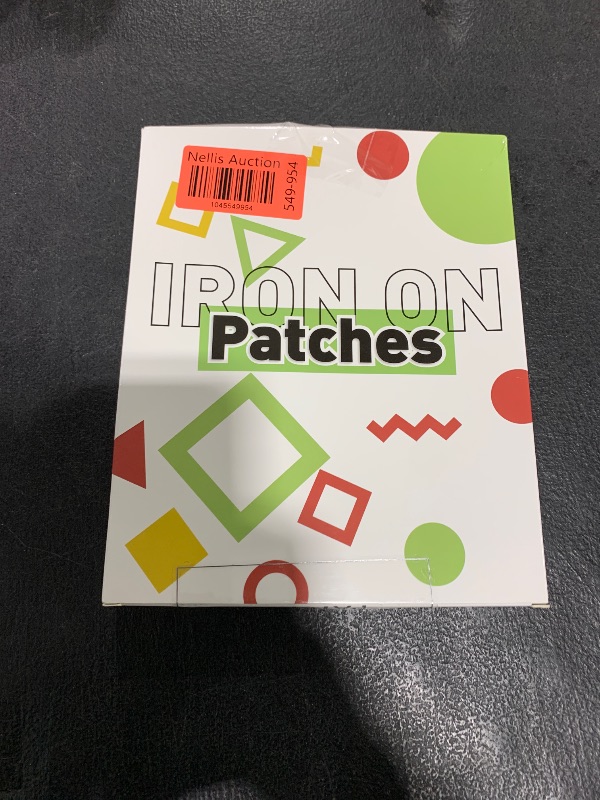 Nellis Auction
1045549954
549-954
IRON ON
Patches